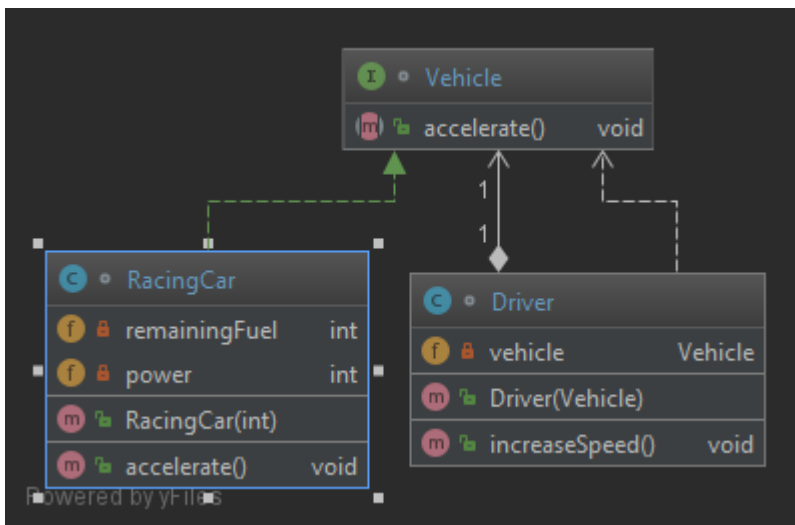 I Vehicle
m accelerate() void
1
1
C RacingCar
f remainingFuel int
f power int
m RacingCar(int)
m accelerate() void
C Driver
f vehicle Vehicle
m Driver(Vehicle)
m increaseSpeed() void
Powered by yFiles